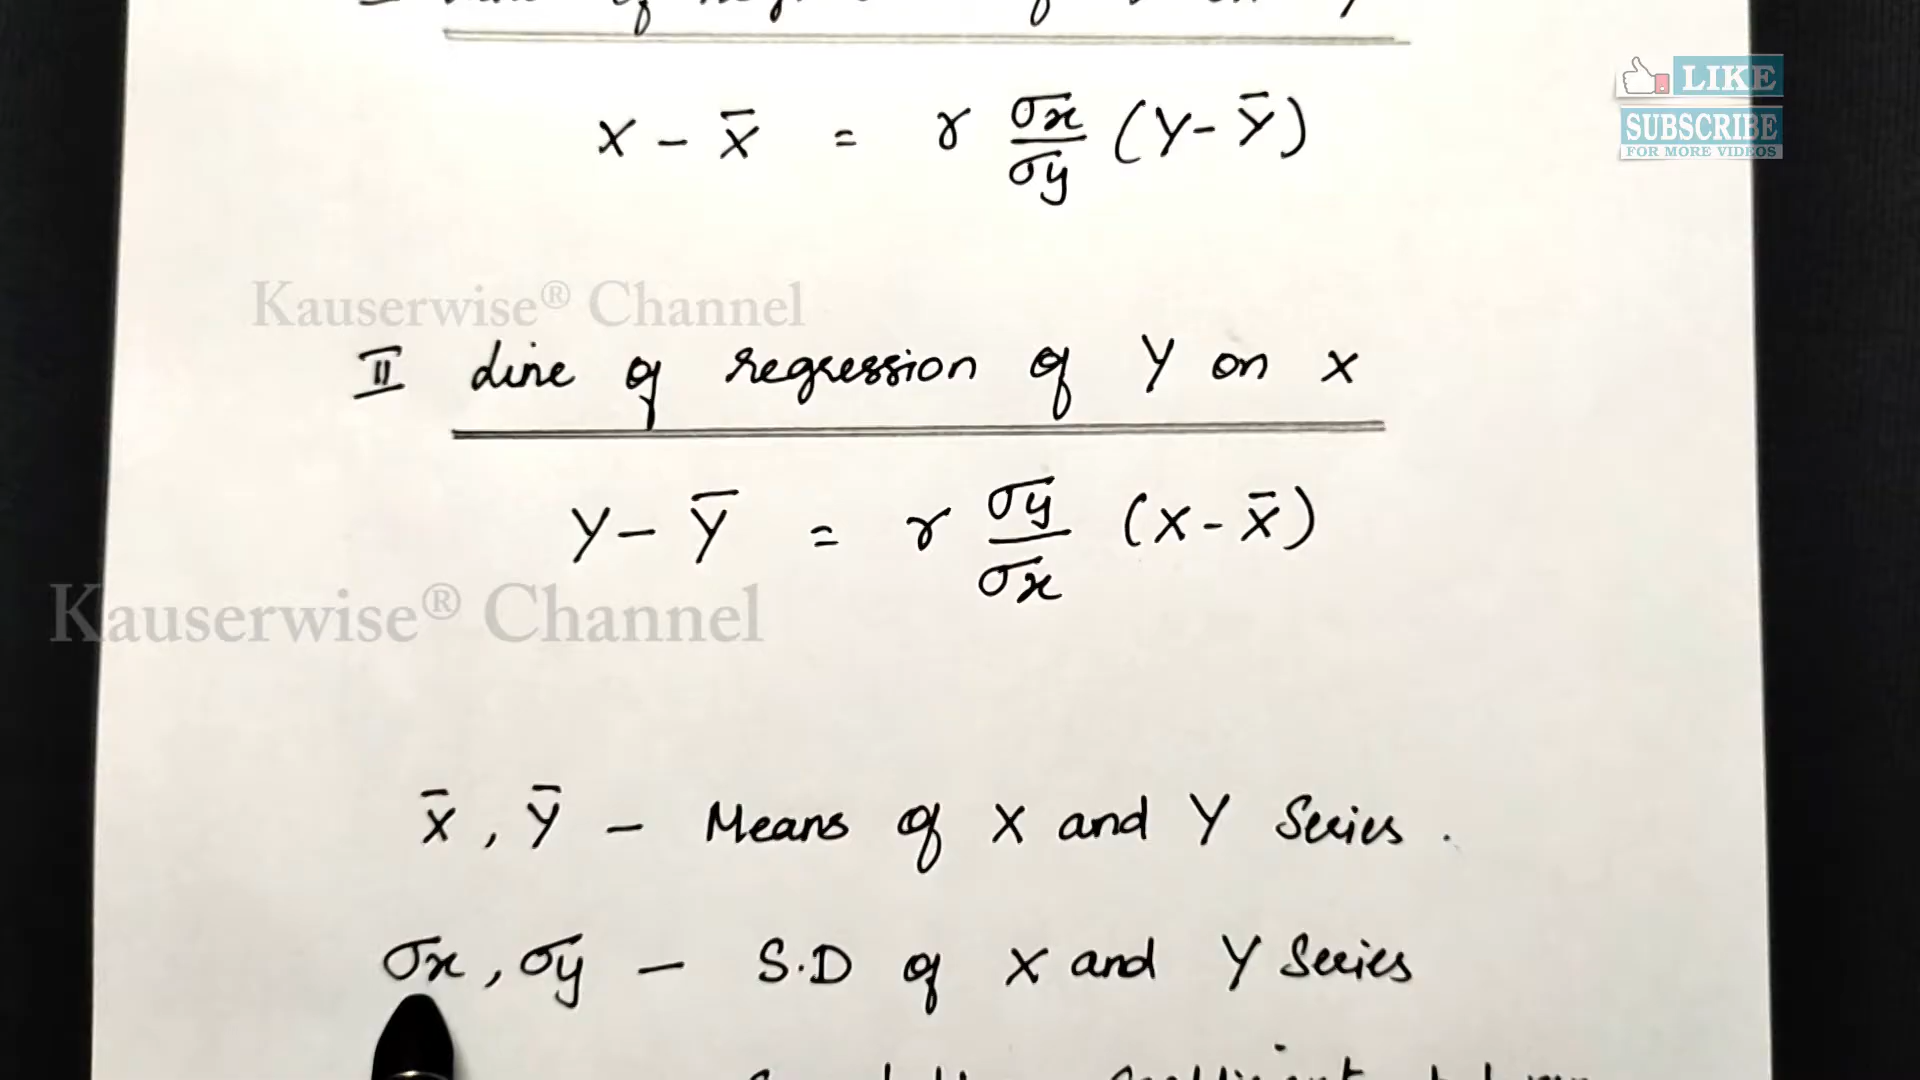 LIKE
SUBSCRIBE
FOR MORE VIDEOS
X - X̄ = r σx/σy (Y - Ȳ)
Kauserwise® Channel
II Line of regression of Y on X
Y - Ȳ = r σy/σx (X - X̄)
Kauserwise® Channel
X̄, Ȳ - Means of X and Y Series.
σx, σy - S.D of X and Y Series